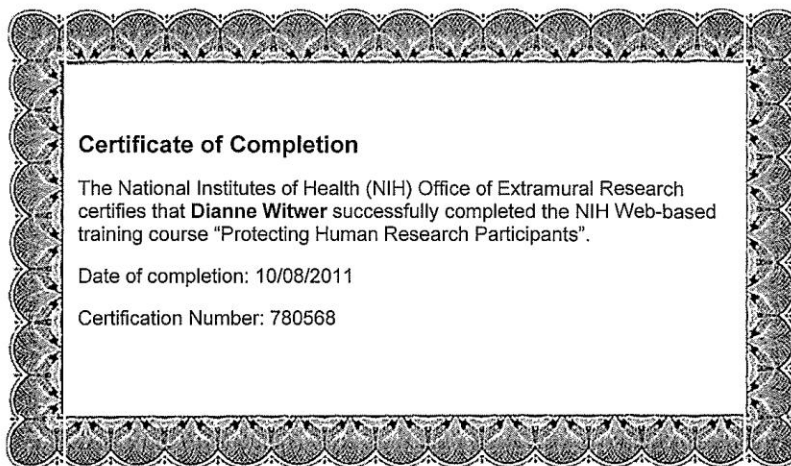 Certificate of Completion
The National Institutes of Health (NIH) Office of Extramural Research
certifies that Dianne Witwer successfully completed the NIH Web-based
training course “Protecting Human Research Participants”.
Date of completion: 10/08/2011
Certification Number: 780568